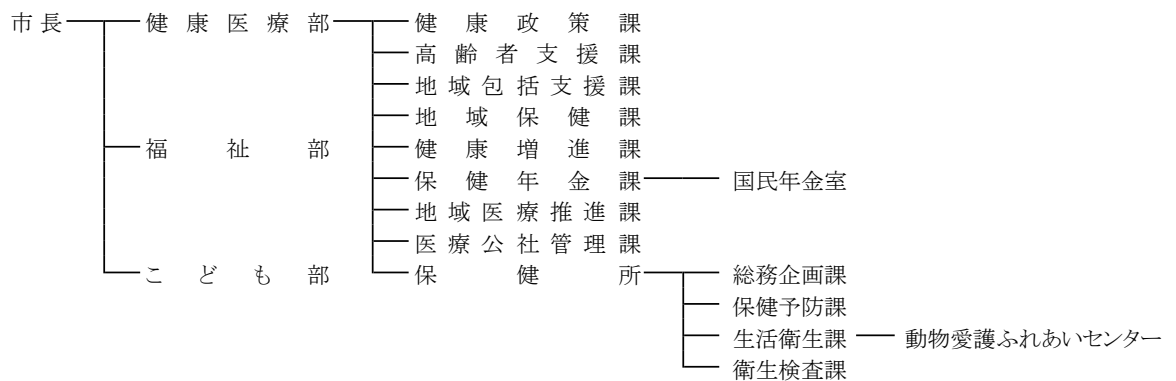 市長 健康医療部 健康政策課
高齢者支援課
地域包括支援課
地域保健課
福祉部 健康増進課
保健年金課 国民年金室
地域医療推進課
医療公社管理課
こども部 保健所 総務企画課
保健予防課
生活衛生課 動物愛護ふれあいセンター
衛生検査課